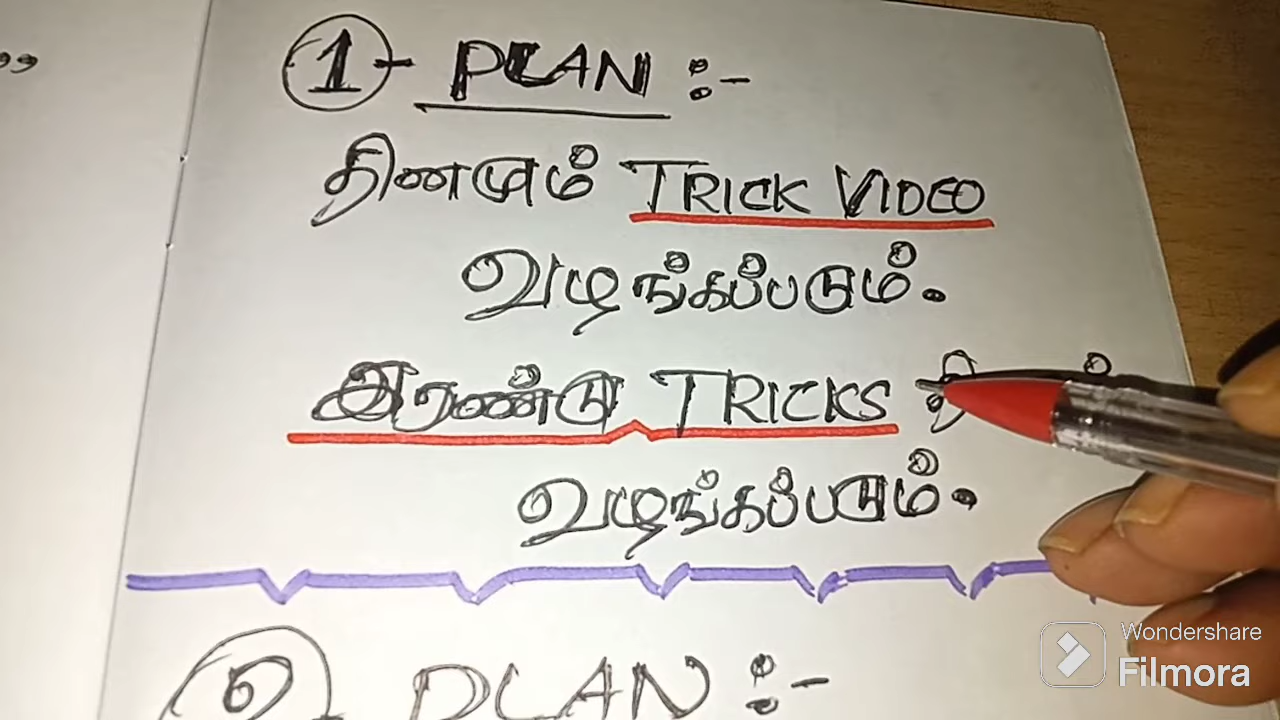 ”
① - PLAN :-
தினமும் TRICK VIDEO
வழங்கப்படும்.
இரண்டு TRICKS
வழங்கப்படும்.
② PLAN :-
Wondershare
Filmora